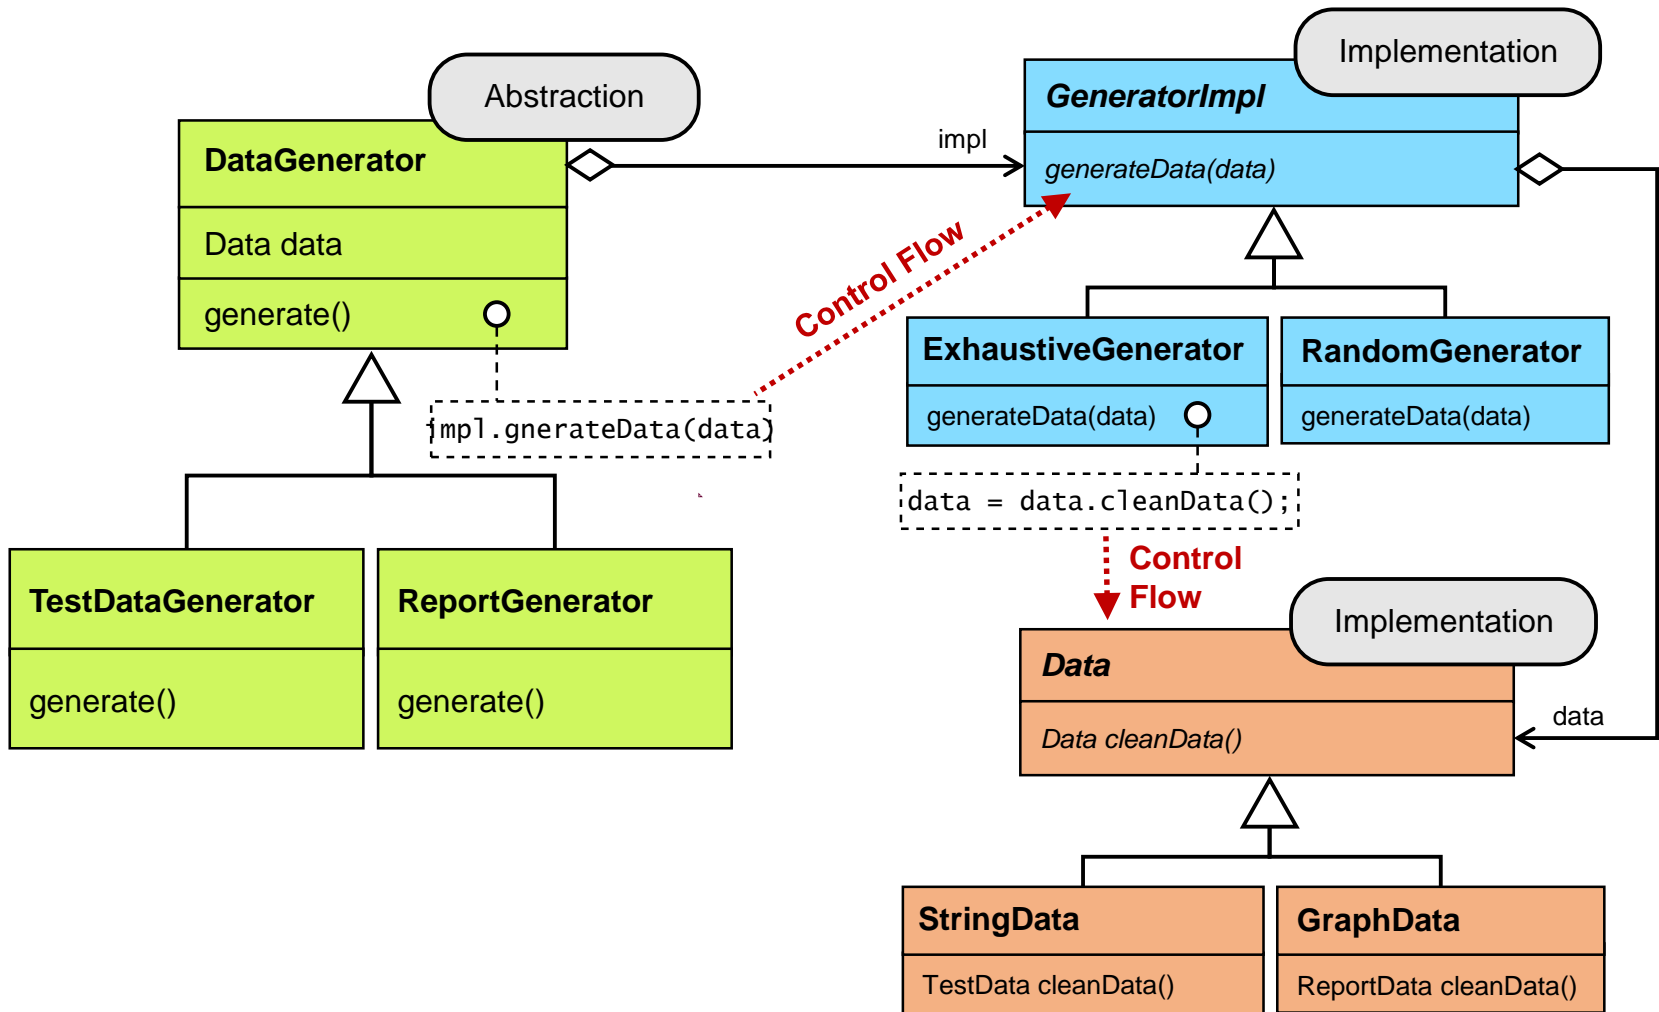 Abstraction
DataGenerator
Data data
generate()
impl.gnerateData(data)
TestDataGenerator
generate()
ReportGenerator
generate()
impl
Control Flow
Implementation
GeneratorImpl
generateData(data)
ExhaustiveGenerator
generateData(data)
RandomGenerator
generateData(data)
data = data.cleanData();
Control
Flow
Implementation
Data
Data cleanData()
data
StringData
TestData cleanData()
GraphData
ReportData cleanData()